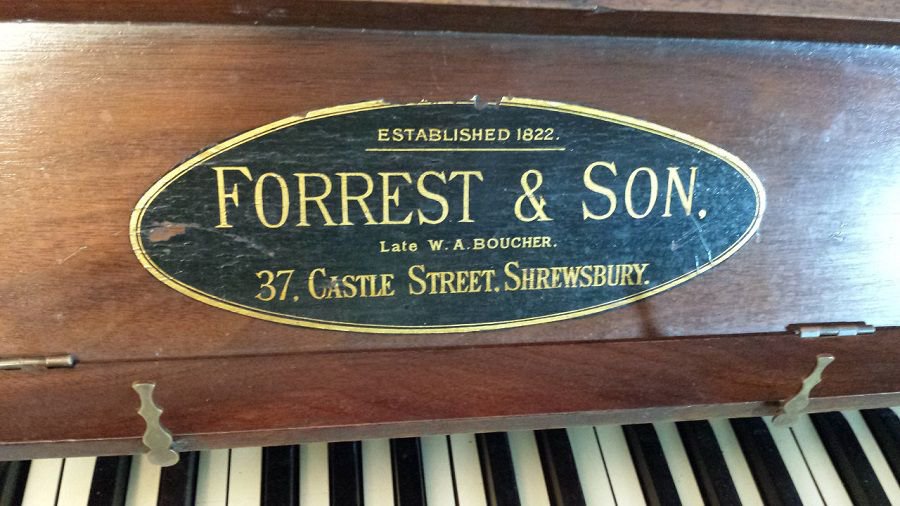 ESTABLISHED 1822.
FORREST & SON.
Late W. A. BOUCHER.
37, CASTLE STREET, SHREWSBURY.